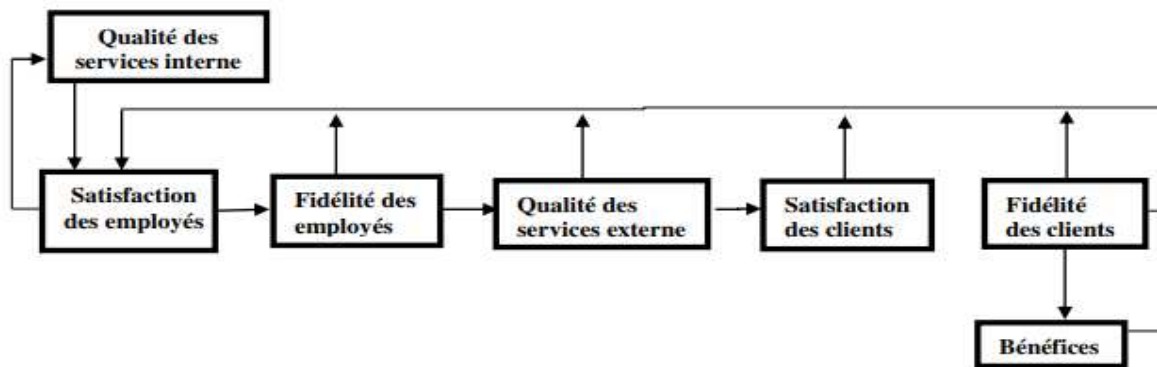 Qualité des
services interne
Satisfaction
des employés
Fidélité des
employés
Qualité des
services externe
Satisfaction
des clients
Fidélité
des clients
Bénéfices